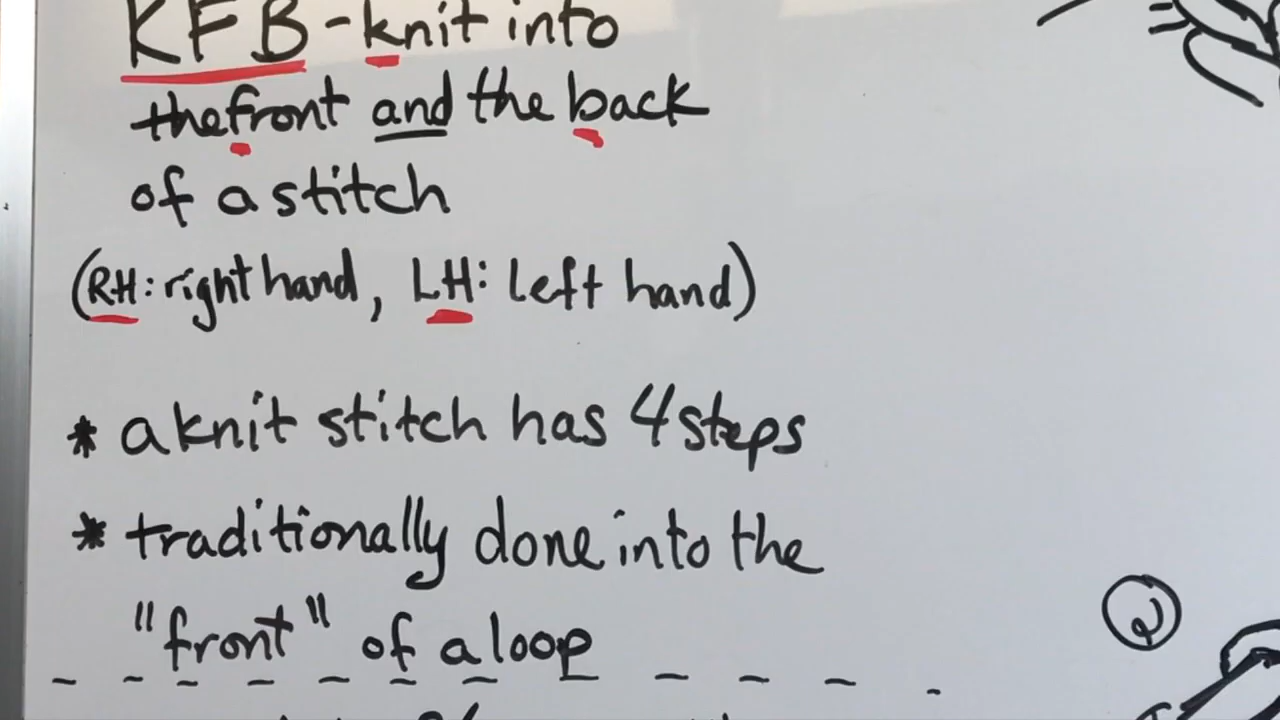 KFB - knit into
the front and the back
of a stitch
(RH: right hand, LH: left hand)
* a knit stitch has 4 steps
* traditionally done into the
"front" of a loop